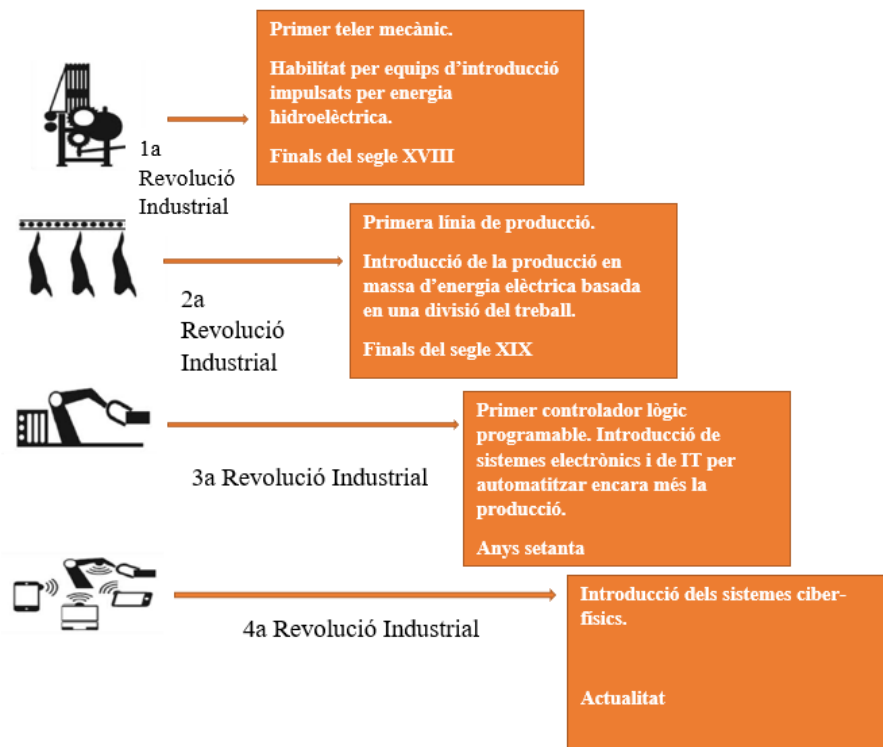 Primer teler mecànic.
Habilitat per equips d’introducció
impulsats per energia
hidroelèctrica.
Finals del segle XVIII
1a
Revolució
Industrial
Primera línia de producció.
Introducció de la producció en
massa d’energia elèctrica basada
en una divisió del treball.
Finals del segle XIX
2a
Revolució
Industrial
Primer controlador lògic
programable. Introducció de
sistemes electrònics i de IT per
automatitzar encara més la
producció.
Anys setanta
3a Revolució Industrial
Introducció dels sistemes ciber-
físics.
Actualitat
4a Revolució Industrial